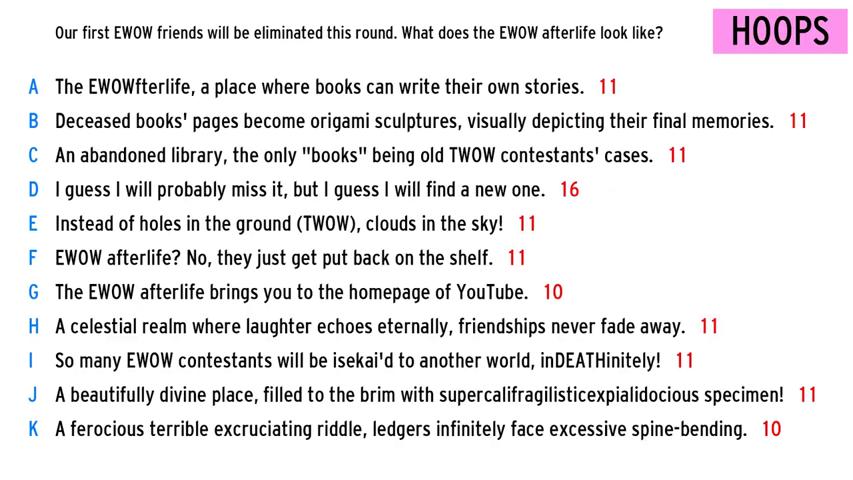 Our first EWOW friends will be eliminated this round. What does the EWOW afterlife look like?
HOOPS
A The EWOWfterlife, a place where books can write their own stories. 11
B Deceased books' pages become origami sculptures, visually depicting their final memories. 11
C An abandoned library, the only "books" being old TWOW contestants' cases. 11
D I guess I will probably miss it, but I guess I will find a new one. 16
E Instead of holes in the ground (TWOW), clouds in the sky! 11
F EWOW afterlife? No, they just get put back on the shelf. 11
G The EWOW afterlife brings you to the homepage of YouTube. 10
H A celestial realm where laughter echoes eternally, friendships never fade away. 11
I So many EWOW contestants will be isekai'd to another world, inDEATHinitely! 11
J A beautifully divine place, filled to the brim with supercalifragilisticexpialidocious specimen! 11
K A ferocious terrible excruciating riddle, ledgers infinitely face excessive spine-bending. 10